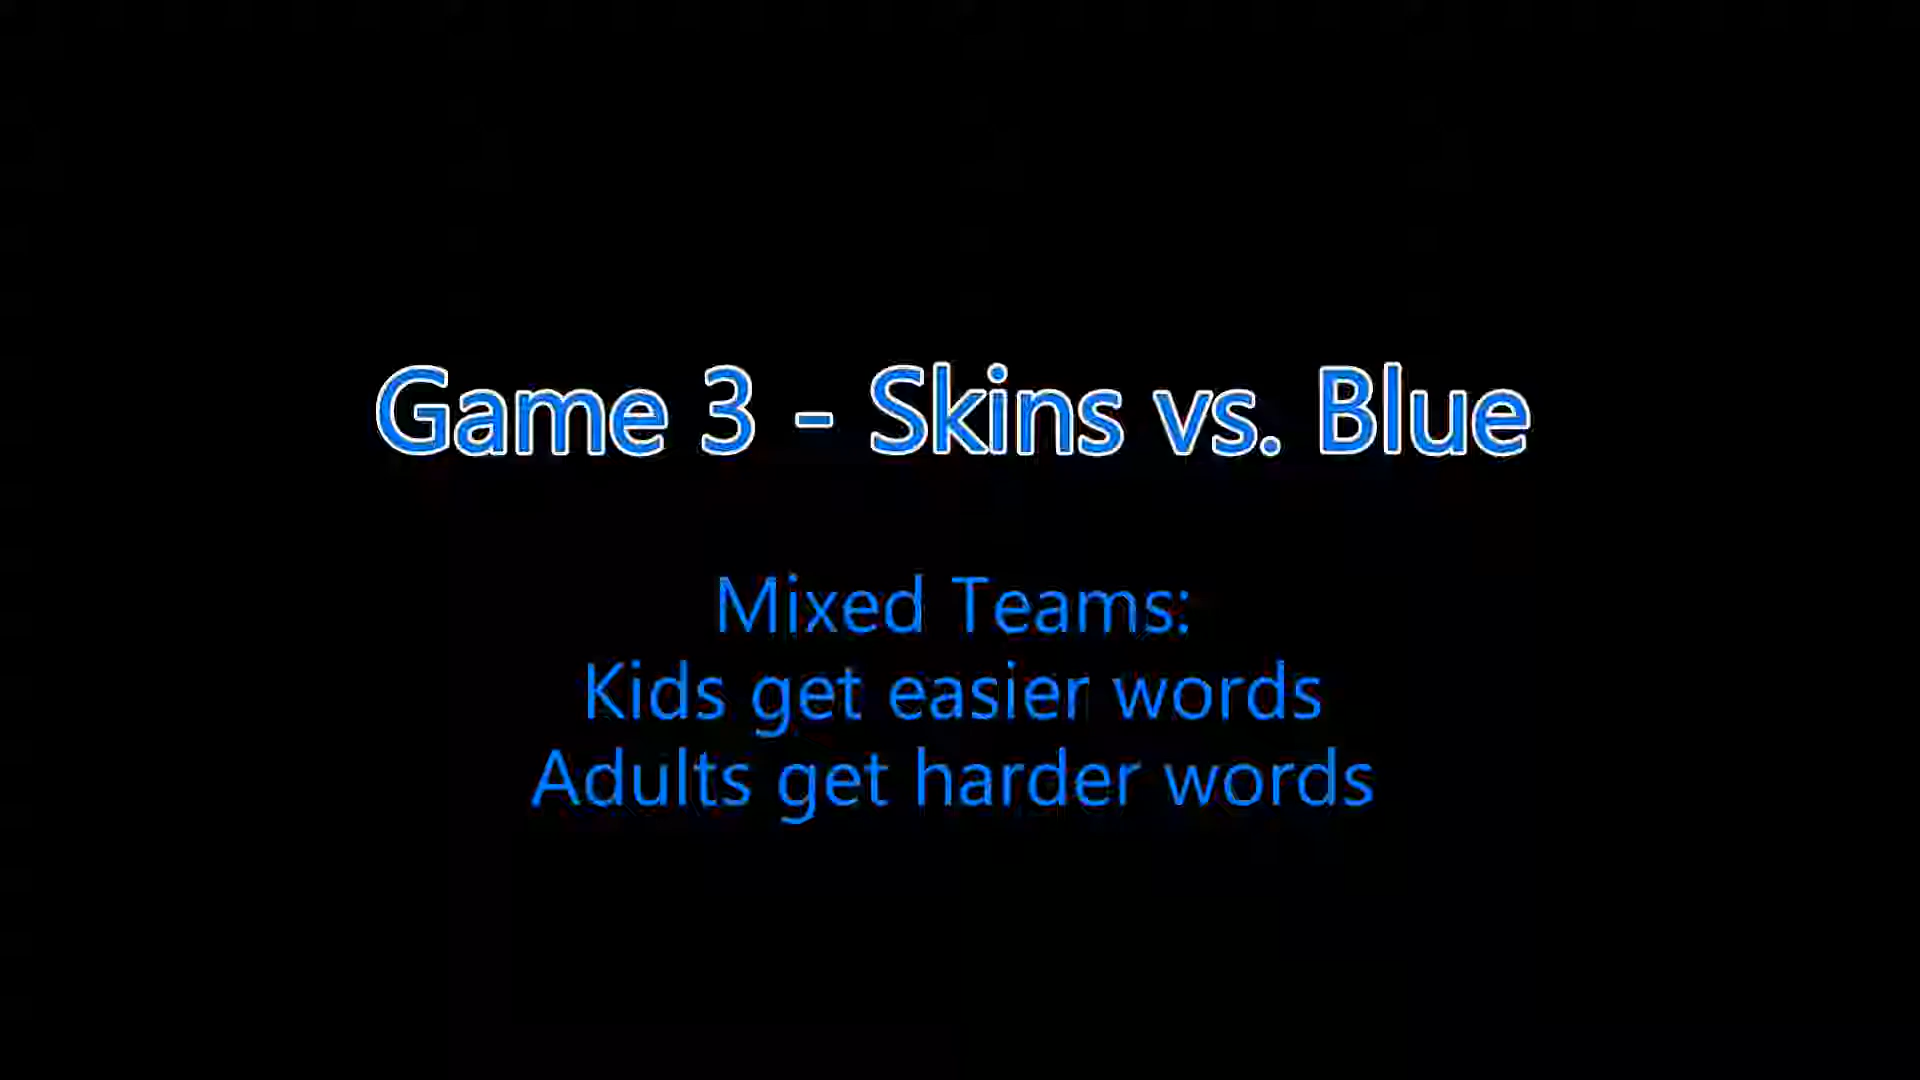 Game 3 - Skins vs. Blue
Mixed Teams:
Kids get easier words
Adults get harder words